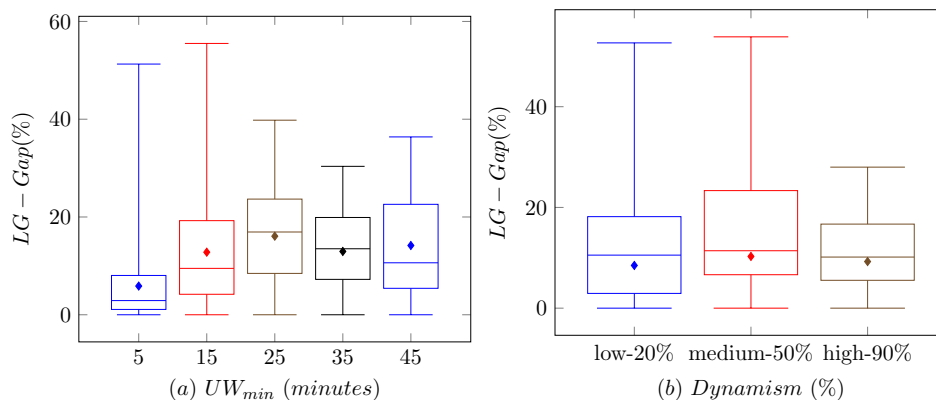 60
40
20
0
LG − Gap(%)
5 15 25 35 45
(a) UWmin (minutes)
40
20
0
LG − Gap(%)
low-20% medium-50% high-90%
(b) Dynamism (%)